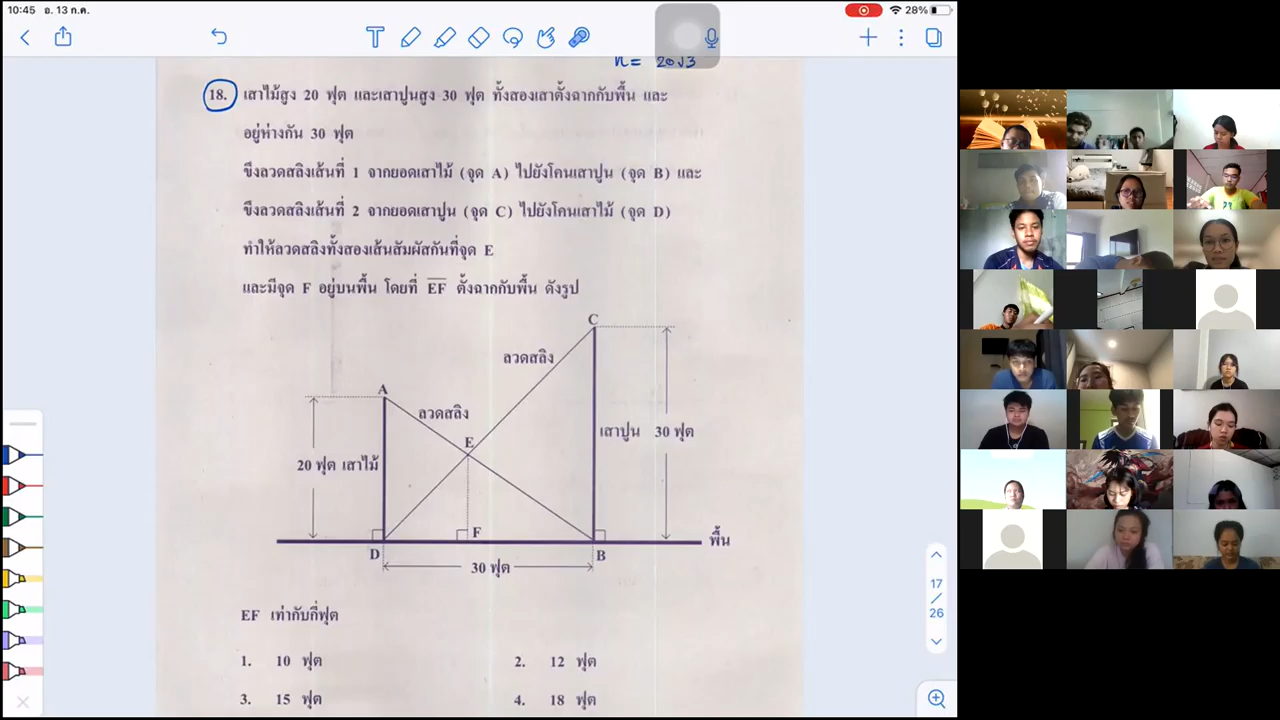 10:45 อ. 13 ก.ค.
28%
n = 20√3
18. เสาไม้สูง 20 ฟุต และเสาปูนสูง 30 ฟุต ทั้งสองเสาตั้งฉากกับพื้น และ
อยู่ห่างกัน 30 ฟุต
ขึงลวดสลิงเส้นที่ 1 จากยอดเสาไม้ (จุด A) ไปยังโคนเสาปูน (จุด B) และ
ขึงลวดสลิงเส้นที่ 2 จากยอดเสาปูน (จุด C) ไปยังโคนเสาไม้ (จุด D)
ทำให้ลวดสลิงทั้งสองเส้นสัมผัสกันที่จุด E
และมีจุด F อยู่บนพื้น โดยที่ EF ตั้งฉากกับพื้น ดังรูป
C
ลวดสลิง
A
ลวดสลิง
E
เสาปูน 30 ฟุต
20 ฟุต เสาไม้
F
พื้น
D
B
30 ฟุต
EF เท่ากับกี่ฟุต
1. 10 ฟุต
2. 12 ฟุต
3. 15 ฟุต
4. 18 ฟุต
17
/
26